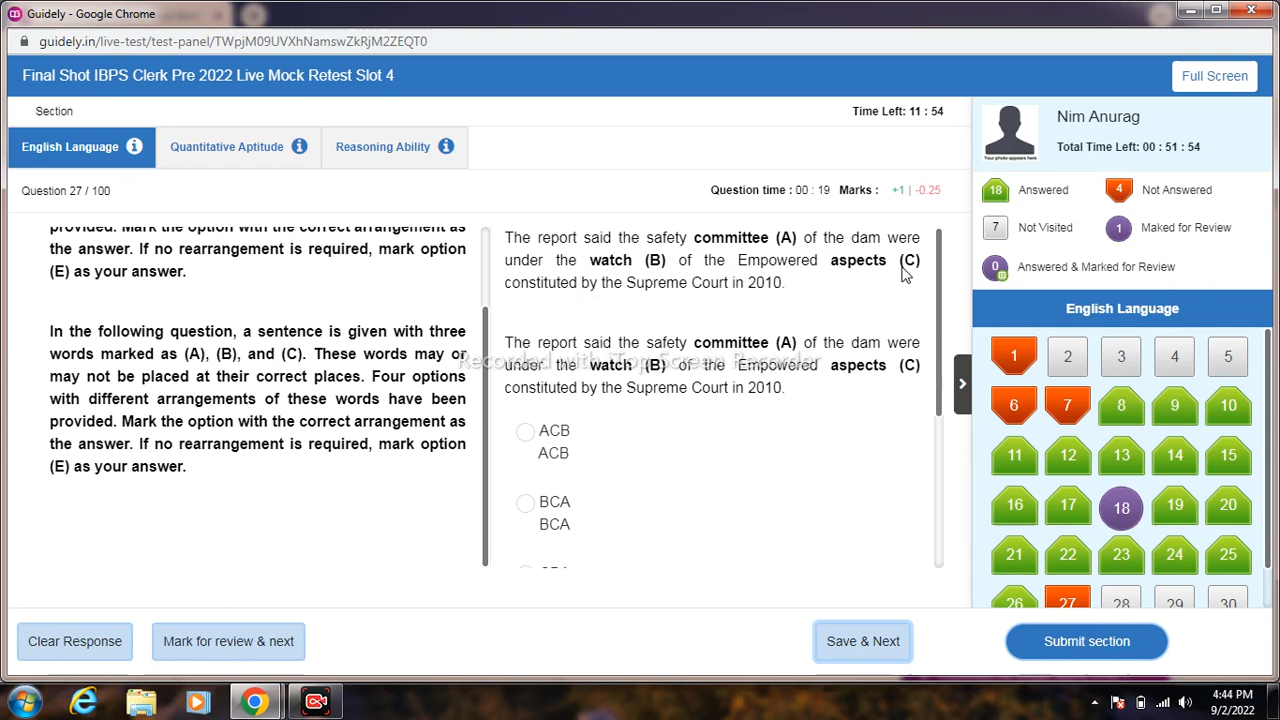 Guidely - Google Chrome
guidely.in/live-test/test-panel/TWpjM09UVXhNamswZkRjM2ZEQT0
Final Shot IBPS Clerk Pre 2022 Live Mock Retest Slot 4
Full Screen
Section
Time Left: 11 : 54
English Language i
Quantitative Aptitude i
Reasoning Ability i
Question 27 / 100
Question time : 00 : 19 Marks : +1 | -0.25
provided. Mark the option with the correct arrangement as
the answer. If no rearrangement is required, mark option
(E) as your answer.
In the following question, a sentence is given with three
words marked as (A), (B), and (C). These words may or
may not be placed at their correct places. Four options
with different arrangements of these words have been
provided. Mark the option with the correct arrangement as
the answer. If no rearrangement is required, mark option
(E) as your answer.
The report said the safety committee (A) of the dam were
under the watch (B) of the Empowered aspects (C)
constituted by the Supreme Court in 2010.
The report said the safety committee (A) of the dam were
Recorded with iTop Screen Recorder
under the watch (B) of the Empowered aspects (C)
constituted by the Supreme Court in 2010.
ACB
ACB
BCA
BCA
Clear Response
Mark for review & next
Save & Next
Nim Anurag
Total Time Left: 00 : 51 : 54
Your photo appears here
18 Answered
4 Not Answered
7 Not Visited
1 Maked for Review
0 Answered & Marked for Review
English Language
1 2 3 4 5
6 7 8 9 10
11 12 13 14 15
16 17 18 19 20
21 22 23 24 25
26 27 28 29 30
Submit section
4:44 PM
9/2/2022